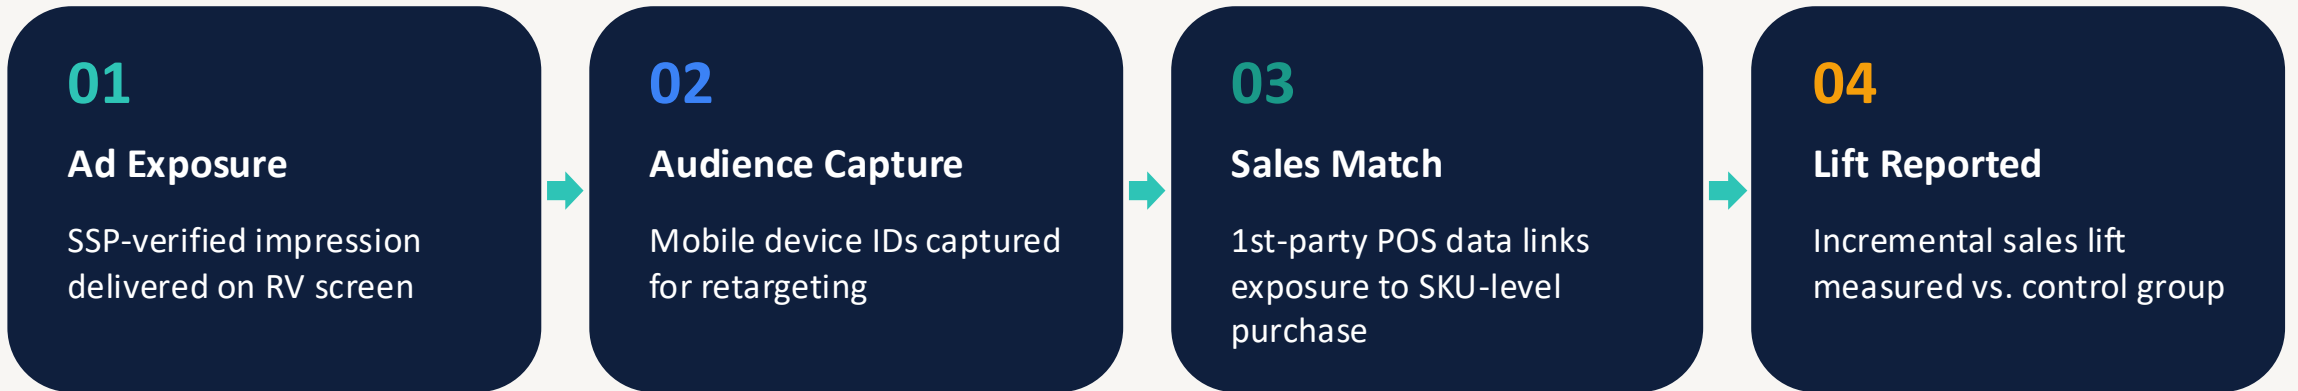 01
Ad Exposure
SSP-verified impression
delivered on RV screen
02
Audience Capture
Mobile device IDs captured
for retargeting
03
Sales Match
1st-party POS data links
exposure to SKU-level
purchase
04
Lift Reported
Incremental sales lift
measured vs. control group